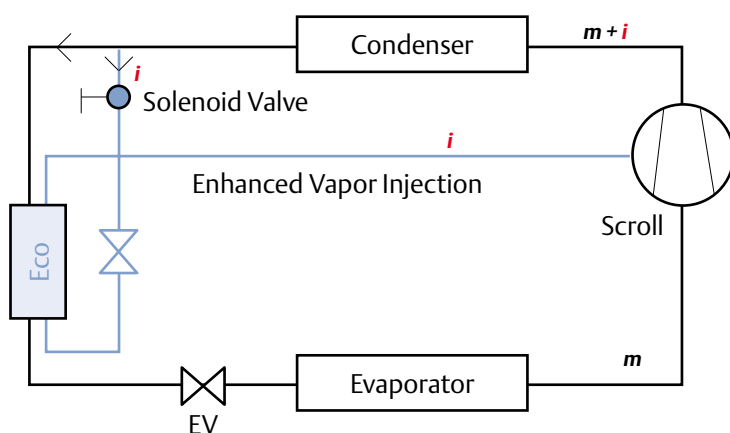 Condenser
m + i
i
Solenoid Valve
i
Enhanced Vapor Injection
Scroll
Eco
m
Evaporator
EV